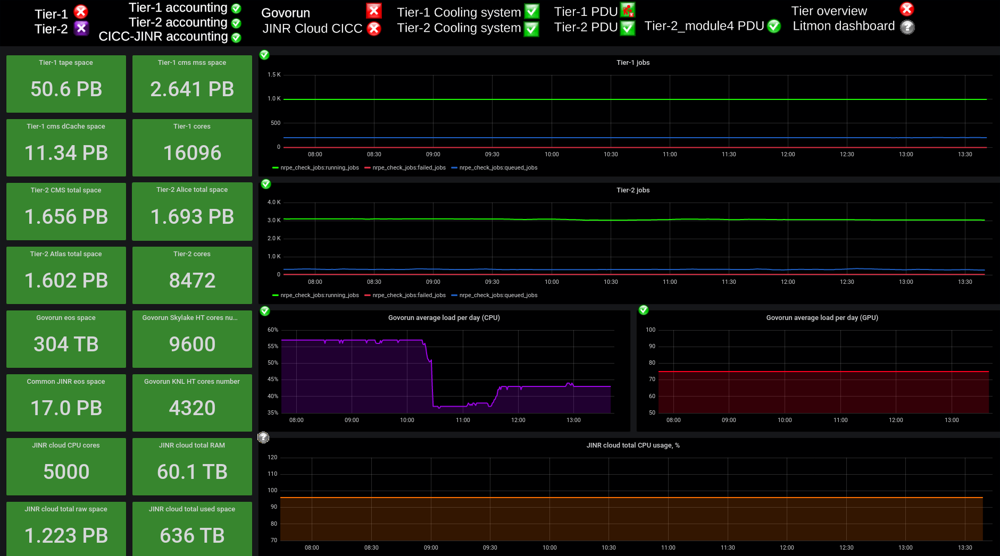 Tier-1
Tier-2
Tier-1 accounting
Tier-2 accounting
CICC-JINR accounting
Govorun
JINR Cloud CICC
Tier-1 Cooling system
Tier-2 Cooling system
Tier-1 PDU
Tier-2 PDU
Tier-2_module4 PDU
Tier overview
Litmon dashboard
Tier-1 tape space
50.6 PB
Tier-1 cms mss space
2.641 PB
Tier-1 cms dCache space
11.34 PB
Tier-1 cores
16096
Tier-2 CMS total space
1.656 PB
Tier-2 Alice total space
1.693 PB
Tier-2 Atlas total space
1.602 PB
Tier-2 cores
8472
Govorun eos space
304 TB
Govorun Skylake HT cores nu...
9600
Common JINR eos space
17.0 PB
Govorun KNL HT cores number
4320
JINR cloud CPU cores
5000
JINR cloud total RAM
60.1 TB
JINR cloud total raw space
1.223 PB
JINR cloud total used space
636 TB
Tier-1 jobs
1.5 K
1.0 K
500
0
08:00 08:30 09:00 09:30 10:00 10:30 11:00 11:30 12:00 12:30 13:00 13:30
nrpe_check_jobs:running_jobs nrpe_check_jobs:failed_jobs nrpe_check_jobs:queued_jobs
Tier-2 jobs
4.0 K
3.0 K
2.0 K
1.0 K
0
08:00 08:30 09:00 09:30 10:00 10:30 11:00 11:30 12:00 12:30 13:00 13:30
nrpe_check_jobs:running_jobs nrpe_check_jobs:failed_jobs nrpe_check_jobs:queued_jobs
Govorun average load per day (CPU)
60%
55%
50%
45%
40%
35%
08:00 09:00 10:00 11:00 12:00 13:00
Govorun average load per day (GPU)
100
90
80
70
60
50
08:00 09:00 10:00 11:00 12:00 13:00
JINR cloud total CPU usage, %
120
110
100
90
80
70
08:00 08:30 09:00 09:30 10:00 10:30 11:00 11:30 12:00 12:30 13:00 13:30